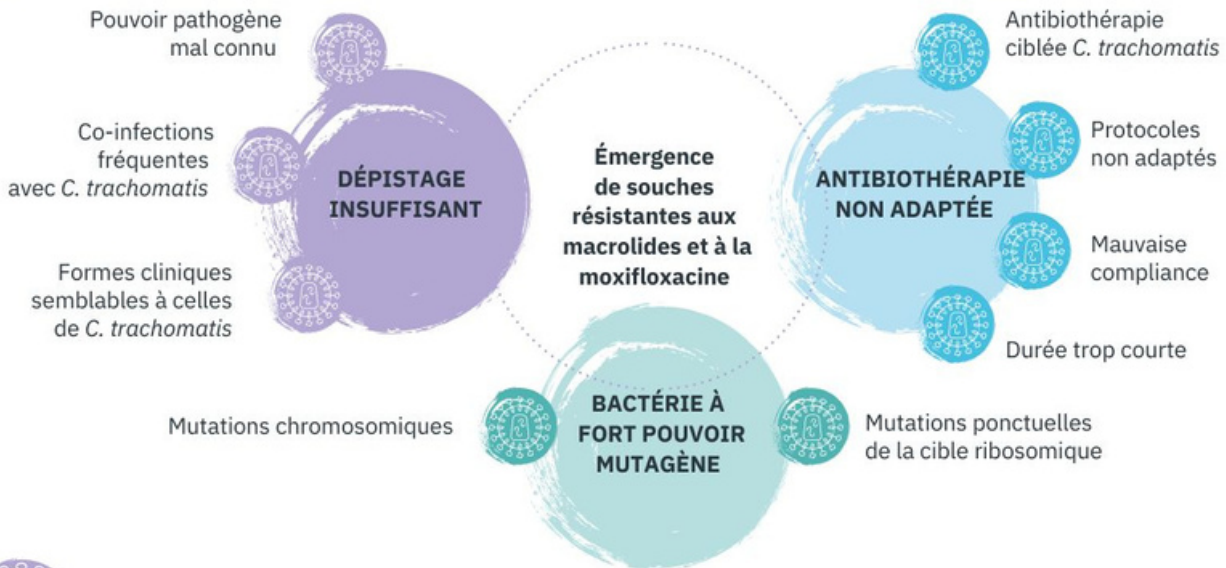 Pouvoir pathogène
mal connu
Co-infections
fréquentes
avec C. trachomatis
Formes cliniques
semblables à celles
de C. trachomatis
DÉPISTAGE
INSUFFISANT
Émergence
de souches
résistantes aux
macrolides et à la
moxifloxacine
ANTIBIOTHÉRAPIE
NON ADAPTÉE
Antibiothérapie
ciblée C. trachomatis
Protocoles
non adaptés
Mauvaise
compliance
Durée trop courte
Mutations chromosomiques
BACTÉRIE À
FORT POUVOIR
MUTAGÈNE
Mutations ponctuelles
de la cible ribosomique